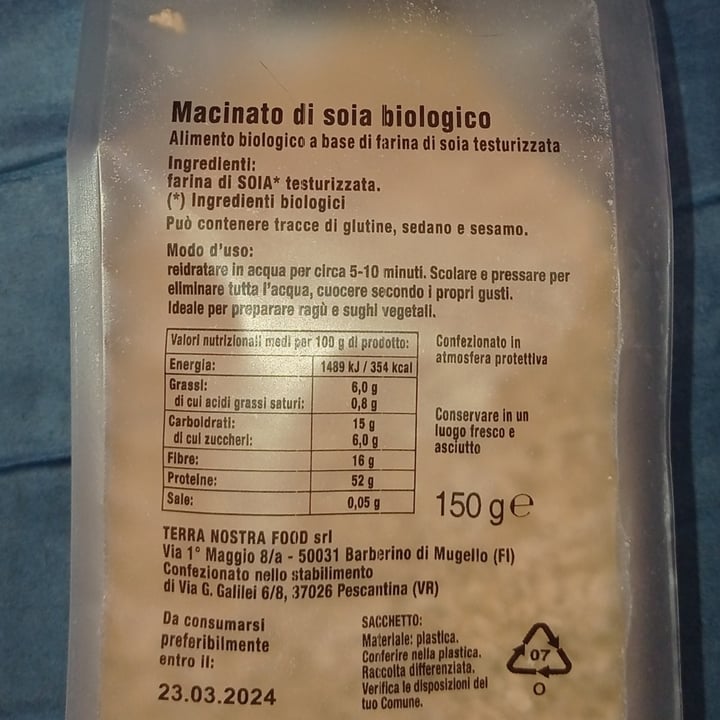 Macinato di soia biologico
Alimento biologico a base di farina di soia testurizzata
Ingredienti:
farina di SOIA* testurizzata.
(*) Ingredienti biologici
Può contenere tracce di glutine, sedano e sesamo.
Modo d'uso:
reidratare in acqua per circa 5-10 minuti. Scolare e pressare per
eliminare tutta l'acqua, cuocere secondo i propri gusti.
Ideale per preparare ragù e sughi vegetali.
Valori nutrizionali medi per 100 g di prodotto:
Energia: 1489 kJ / 354 kcal
Grassi: 6,0 g
di cui acidi grassi saturi: 0,8 g
Carboidrati: 15 g
di cui zuccheri: 6,0 g
Fibre: 16 g
Proteine: 52 g
Sale: 0,05 g
Confezionato in
atmosfera protettiva
Conservare in un
luogo fresco e
asciutto
150 g e
TERRA NOSTRA FOOD srl
Via 1° Maggio 8/a - 50031 Barberino di Mugello (FI)
Confezionato nello stabilimento
di Via G. Galilei 6/8, 37026 Pescantina (VR)
Da consumarsi
preferibilmente
entro il:
23.03.2024
SACCHETTO:
Materiale: plastica.
Conferire nella plastica.
Raccolta differenziata.
Verifica le disposizioni del
tuo Comune.
07
O